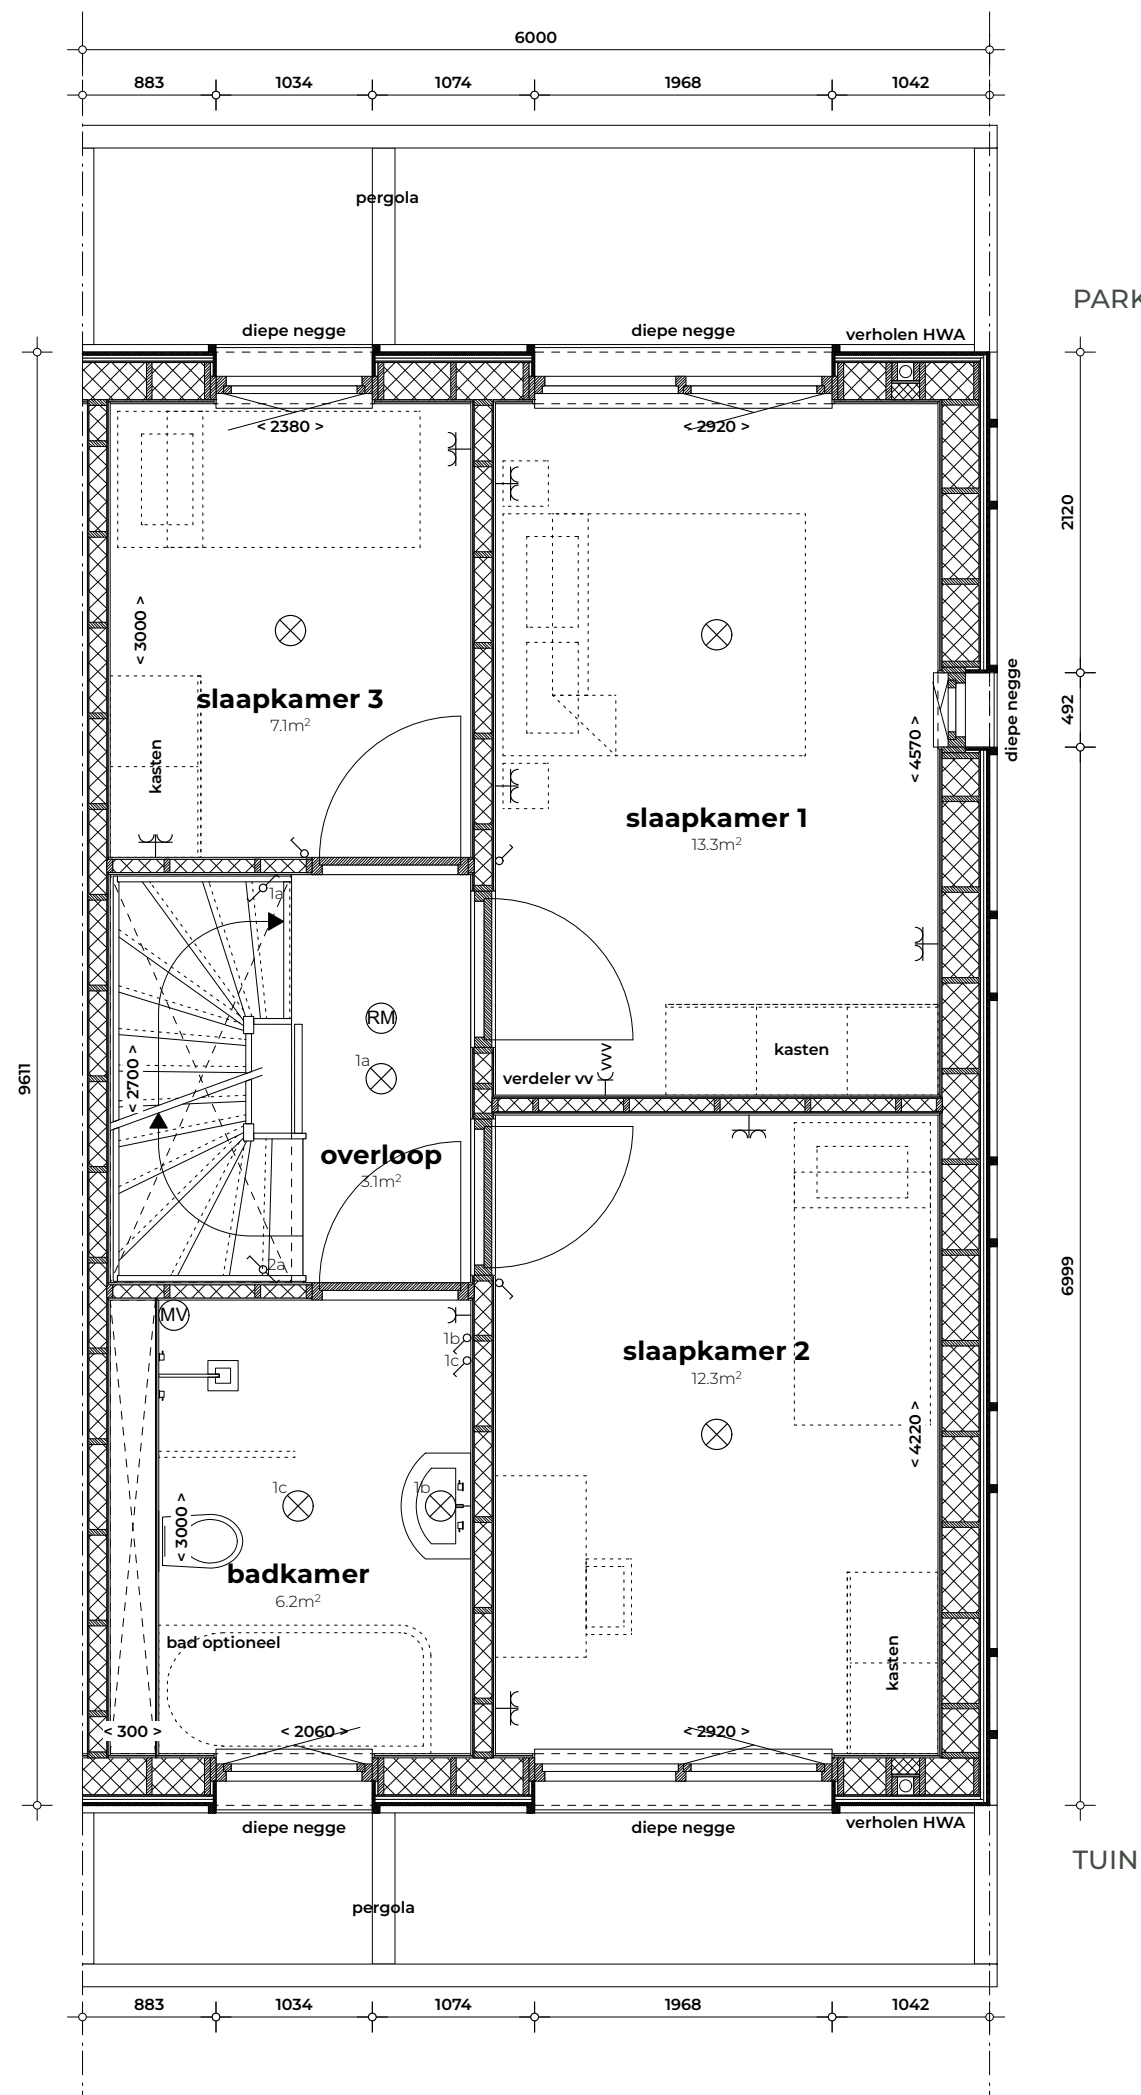 6000
883 1034 1074 1968 1042
pergola
PARK
diepe negge diepe negge verholen HWA
< 2380 > < 2920 >
2120
< 3000 >
slaapkamer 3
7.1m²
492
diepe negge
< 4570 >
kasten
slaapkamer 1
13.3m²
1a
RM
1a
kasten
vvv
verdeler vv
< 2700 >
9611
overloop
3.1m²
2a
6999
MV
1b
1c
slaapkamer 2
12.3m²
< 4220 >
1c 1b
< 3000 >
badkamer
6.2m²
bad optioneel
kasten
< 300 > < 2060 > < 2920 >
diepe negge diepe negge verholen HWA
TUIN
pergola
883 1034 1074 1968 1042